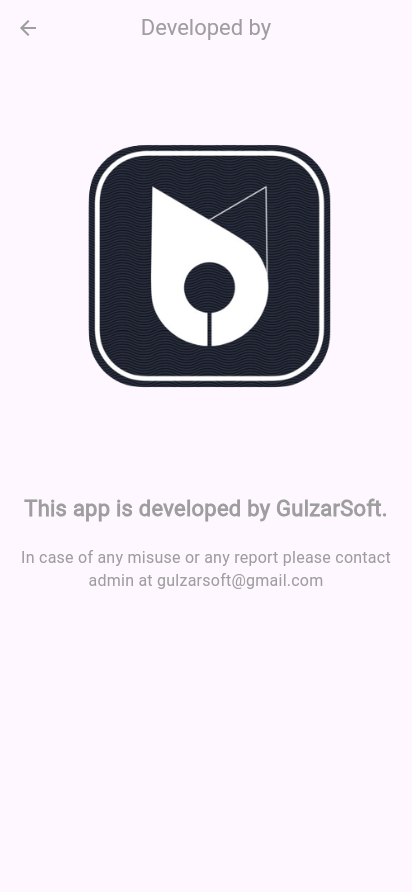 Developed by
This app is developed by GulzarSoft.
In case of any misuse or any report please contact
admin at gulzarsoft@gmail.com